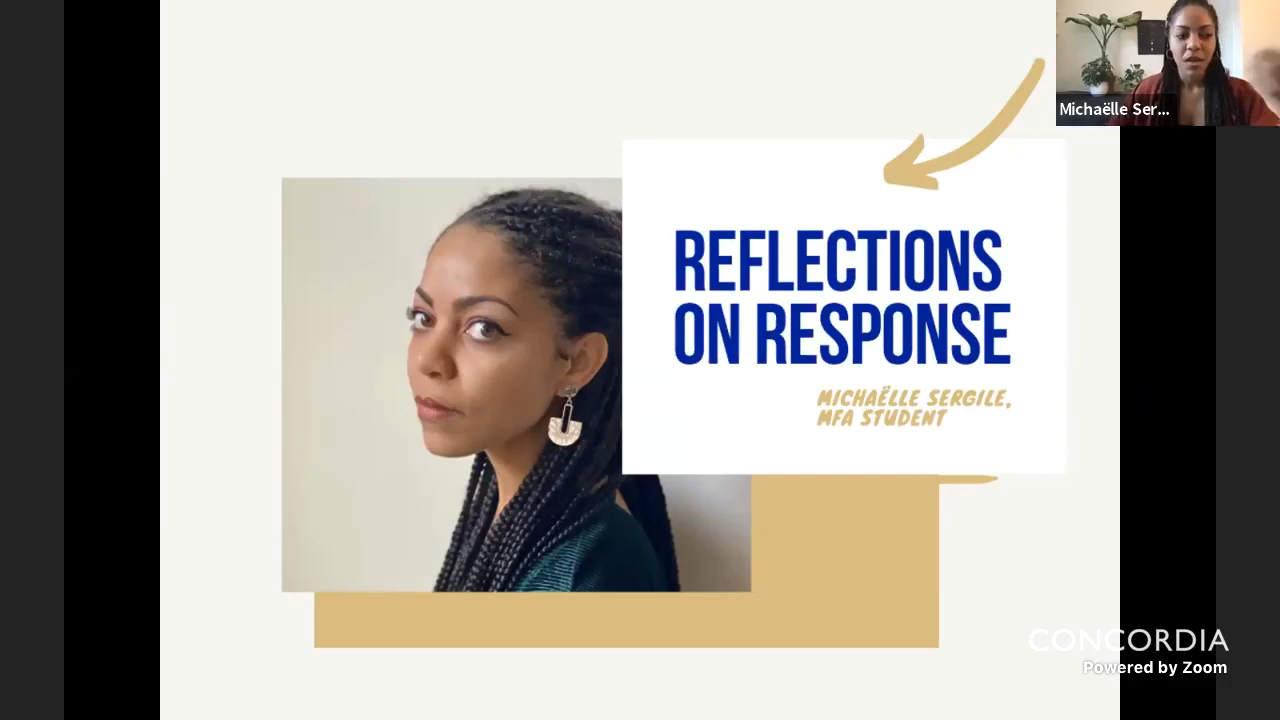 Michaëlle Ser...
REFLECTIONS
ON RESPONSE
MICHAËLLE SERGILE,
MFA STUDENT
CONCORDIA
Powered by Zoom